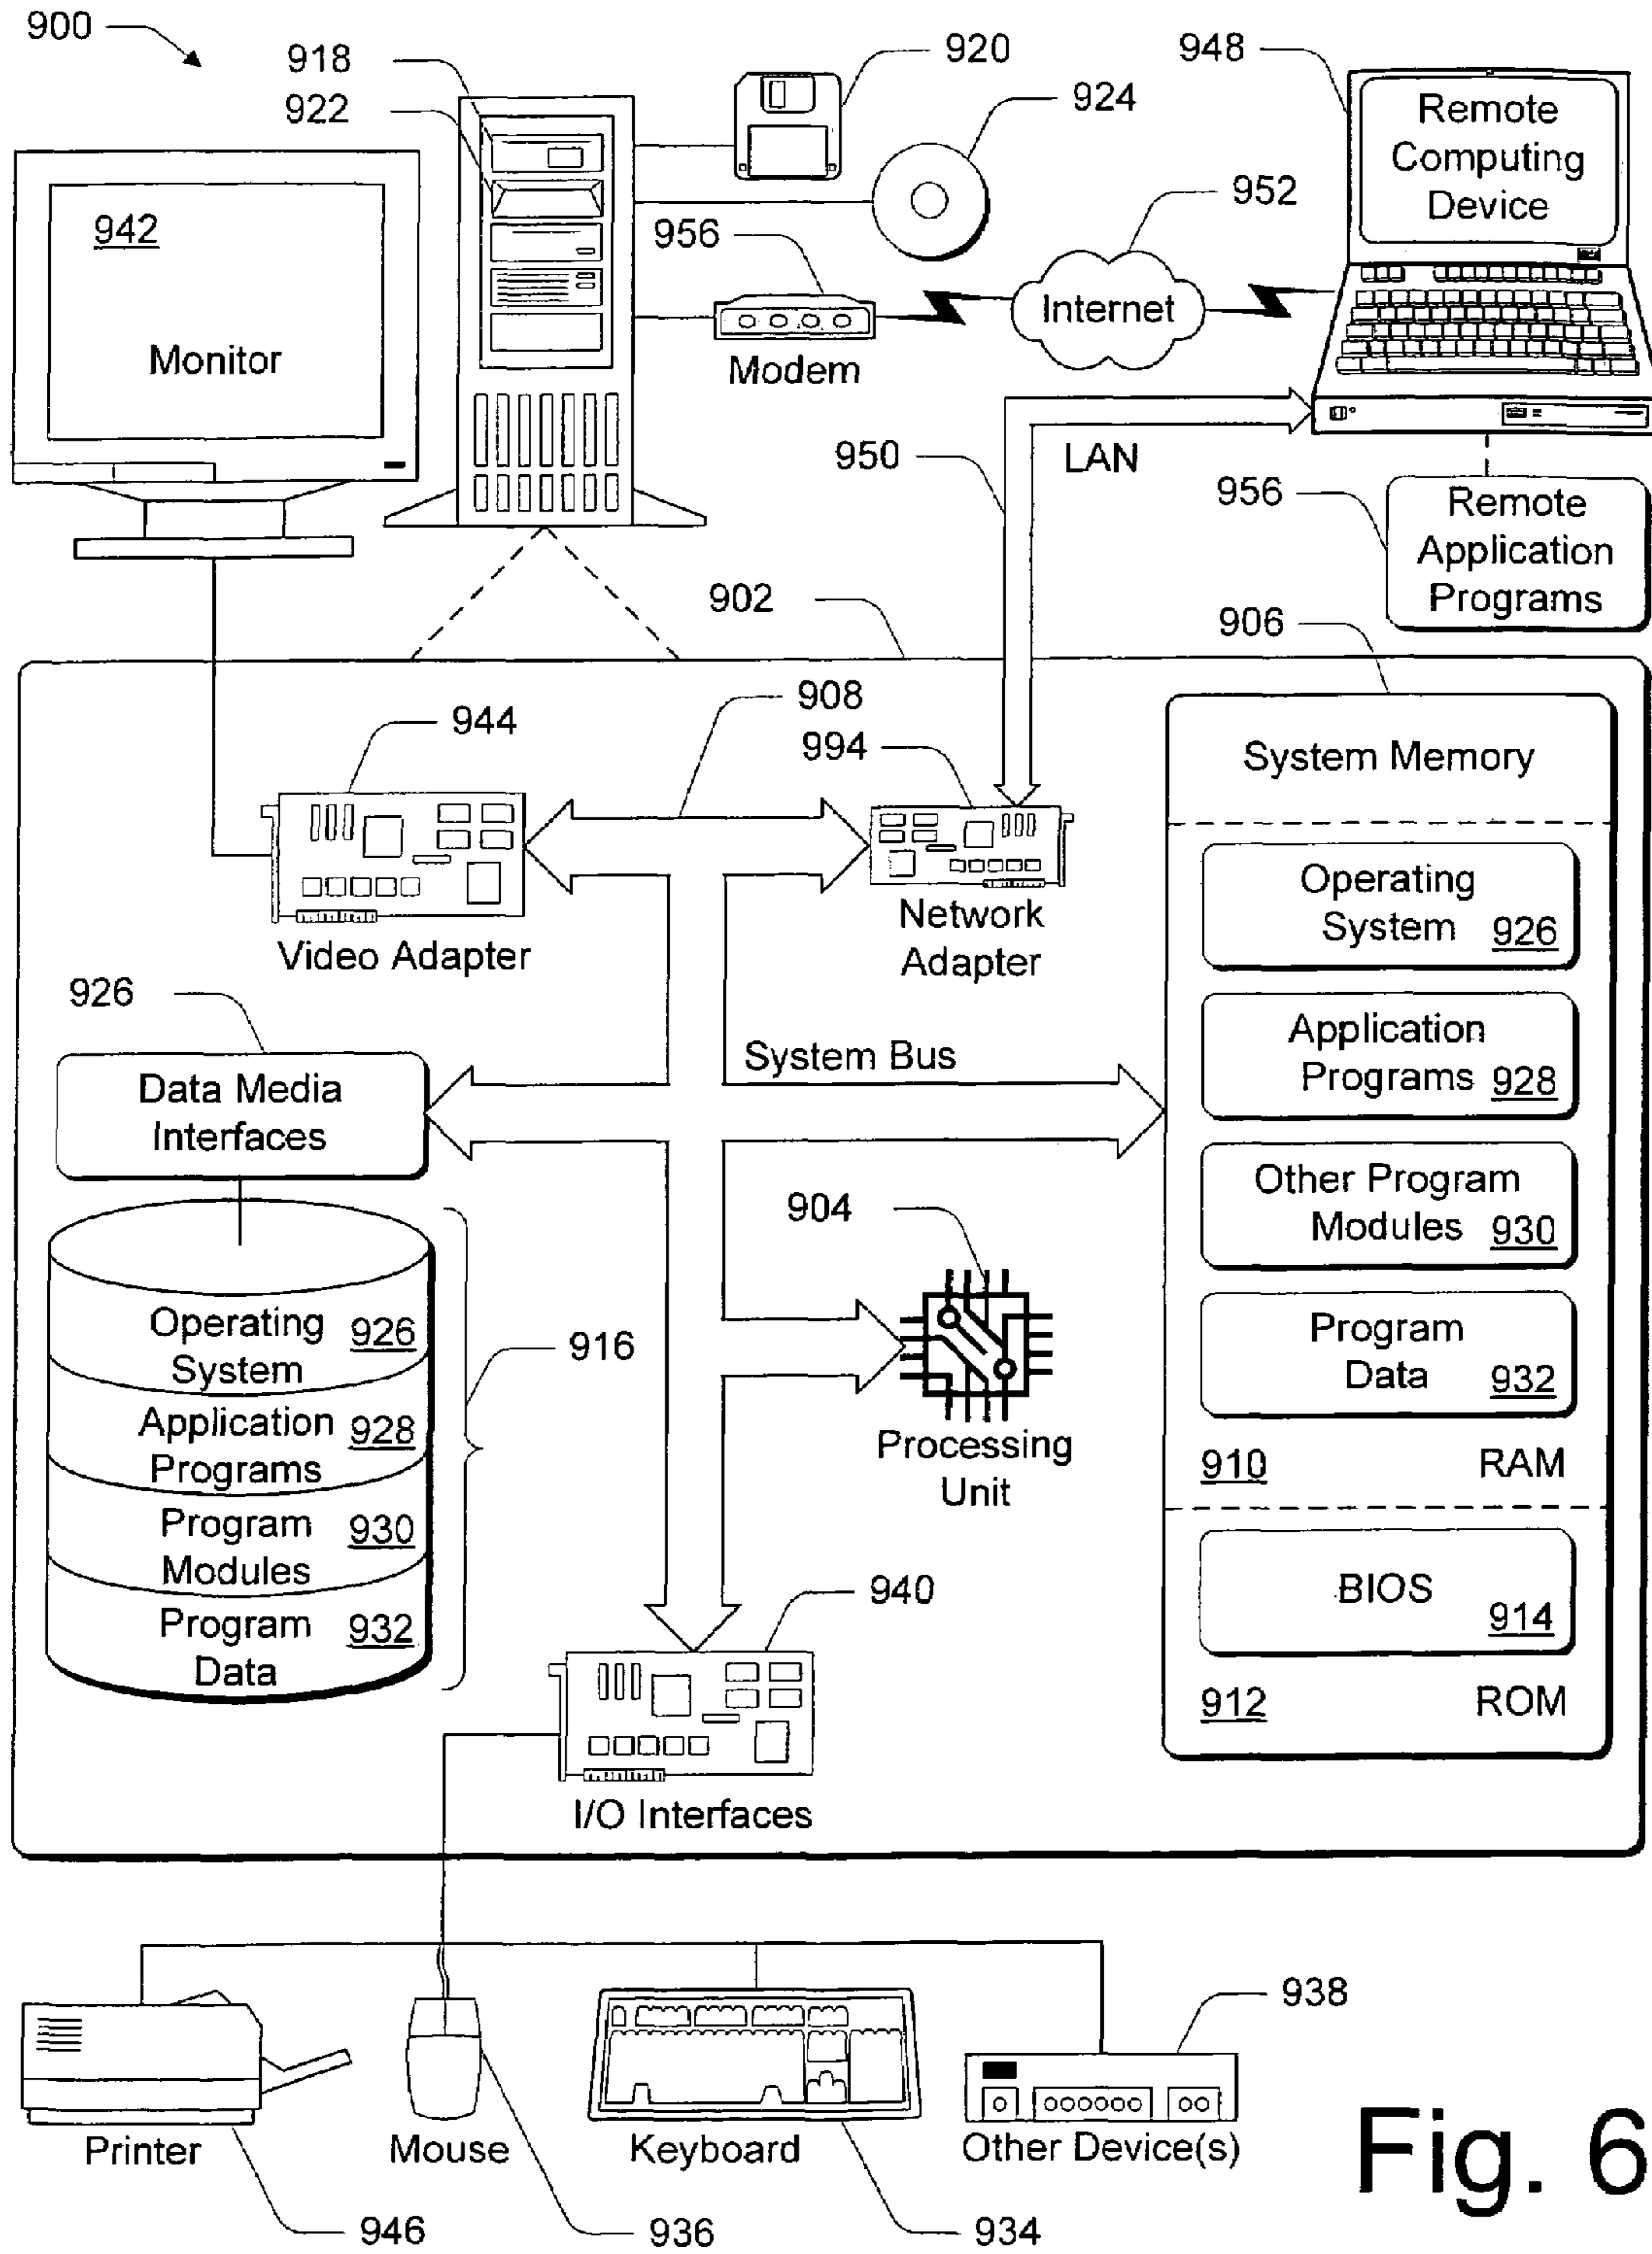 900
918
922
920
924
948
Remote
Computing
Device
942
Monitor
956
Modem
952
Internet
950
LAN
956
Remote
Application
Programs
902
906
908
944
994
System Memory
Video Adapter
Network
Adapter
Operating
System 926
926
Data Media
Interfaces
System Bus
Application
Programs 928
Other Program
Modules 930
904
Processing
Unit
Program
Data 932
910 RAM
Operating
System 926
916
Application
Programs 928
Program
Modules 930
Program
Data 932
BIOS
914
912 ROM
940
I/O Interfaces
938
Printer
Mouse
Keyboard
Other Device(s)
946
936
934
Fig. 6